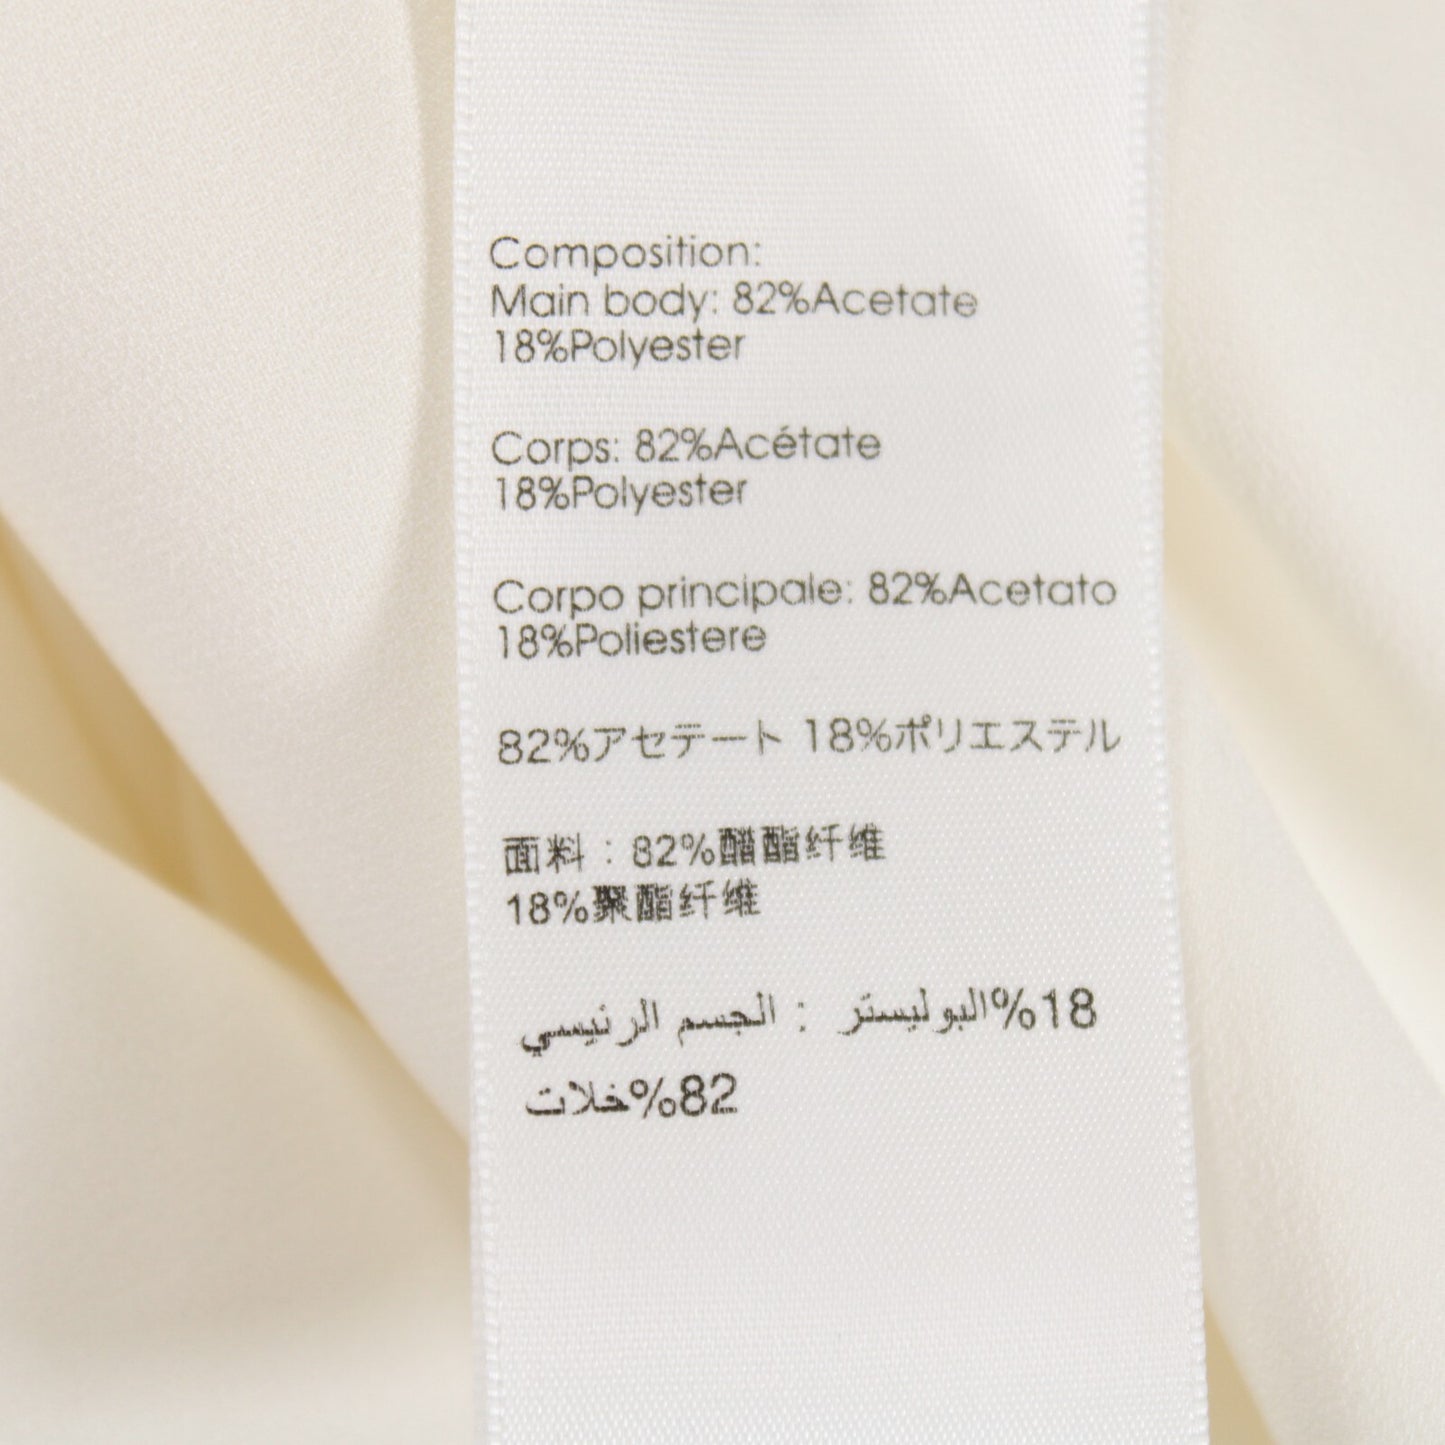 Composition:
Main body: 82%Acetate
18%Polyester
Corps: 82%Acétate
18%Polyester
Corpo principale: 82%Acetato
18%Poliestere
82%アセテート 18%ポリエステル
面料：82%醋酯纤维
18%聚酯纤维
18%البوليستر : الجسم الرئيسي
82%خلات